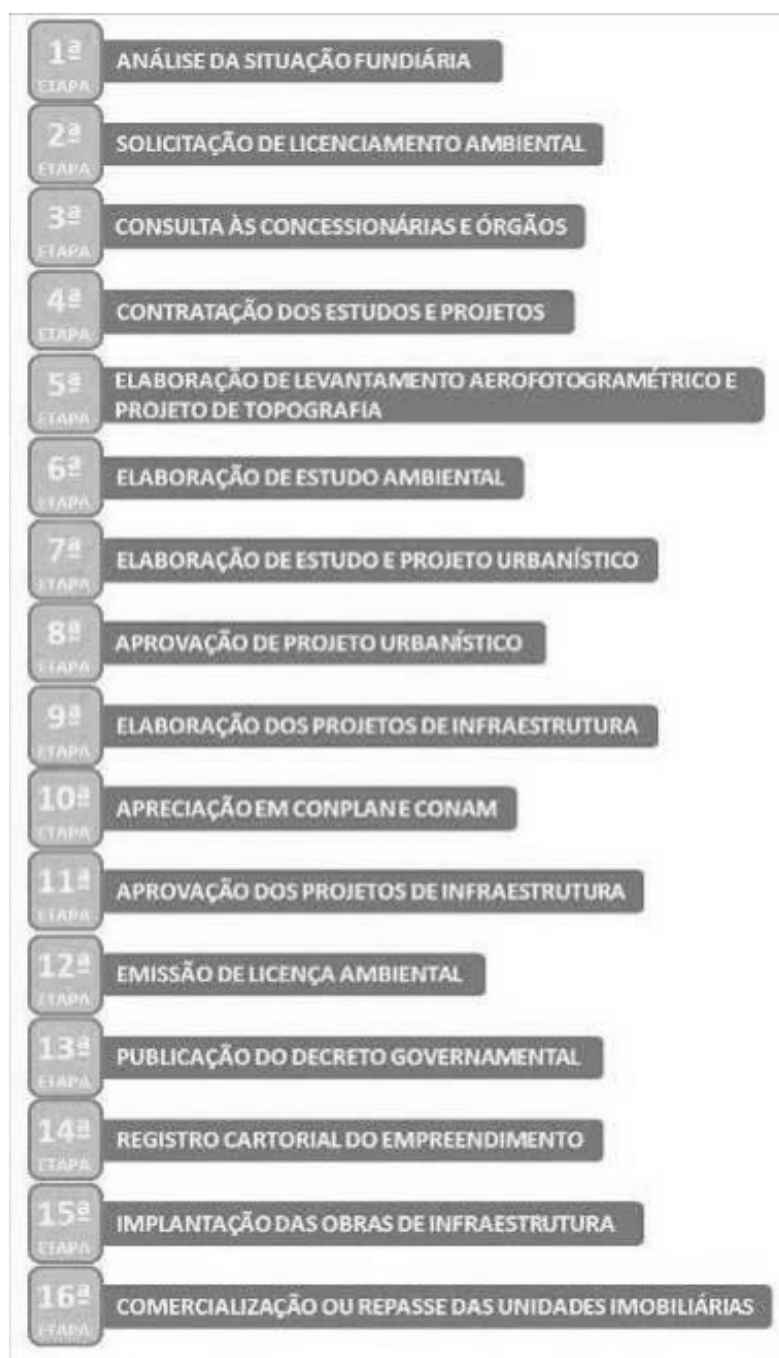 1ª
ETAPA
ANÁLISE DA SITUAÇÃO FUNDIÁRIA
2ª
ETAPA
SOLICITAÇÃO DE LICENCIAMENTO AMBIENTAL
3ª
ETAPA
CONSULTA ÀS CONCESSIONÁRIAS E ÓRGÃOS
4ª
ETAPA
CONTRATAÇÃO DOS ESTUDOS E PROJETOS
5ª
ETAPA
ELABORAÇÃO DE LEVANTAMENTO AEROFOTOGRAMÉTRICO E
PROJETO DE TOPOGRAFIA
6ª
ETAPA
ELABORAÇÃO DE ESTUDO AMBIENTAL
7ª
ETAPA
ELABORAÇÃO DE ESTUDO E PROJETO URBANÍSTICO
8ª
ETAPA
APROVAÇÃO DE PROJETO URBANÍSTICO
9ª
ETAPA
ELABORAÇÃO DOS PROJETOS DE INFRAESTRUTURA
10ª
ETAPA
APRECIAÇÃO EM CONPLAN E CONAM
11ª
ETAPA
APROVAÇÃO DOS PROJETOS DE INFRAESTRUTURA
12ª
ETAPA
EMISSÃO DE LICENÇA AMBIENTAL
13ª
ETAPA
PUBLICAÇÃO DO DECRETO GOVERNAMENTAL
14ª
ETAPA
REGISTRO CARTORIAL DO EMPREENDIMENTO
15ª
ETAPA
IMPLANTAÇÃO DAS OBRAS DE INFRAESTRUTURA
16ª
ETAPA
COMERCIALIZAÇÃO OU REPASSE DAS UNIDADES IMOBILIÁRIAS